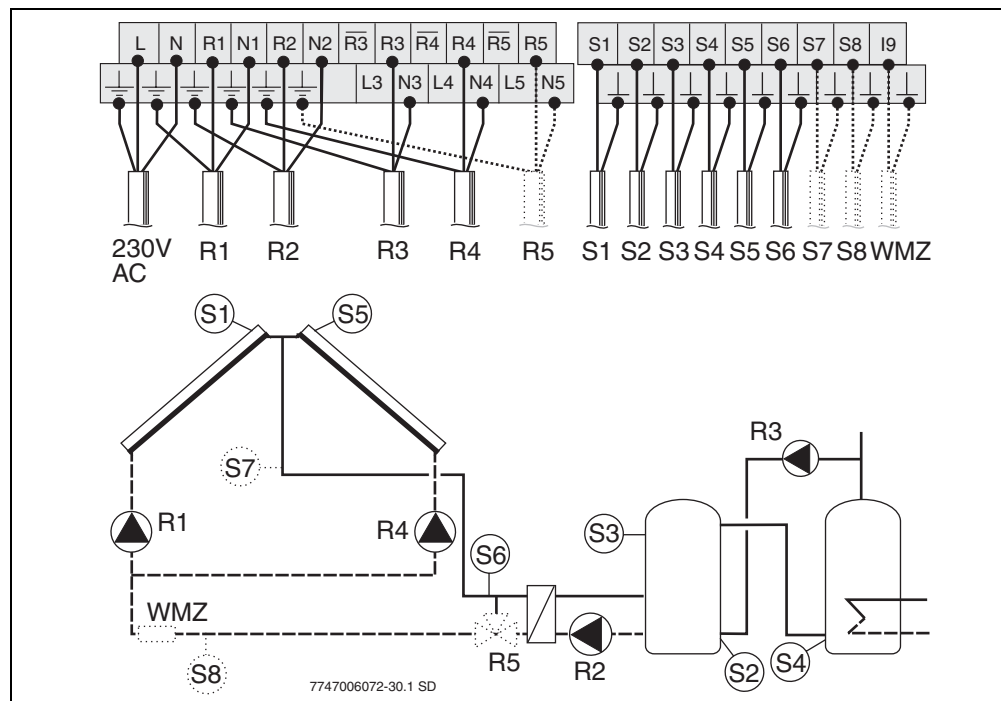 L N R1 N1 R2 N2 R̅3̅ R3 R̅4̅ R4 R̅5̅ R5
L3 N3 L4 N4 L5 N5
S1 S2 S3 S4 S5 S6 S7 S8 I9
230V
AC
R1 R2 R3 R4 R5
S1 S2 S3 S4 S5 S6 S7 S8 WMZ
S1 S5
R3
S7
R1 R4
S3
S6
WMZ
R5
R2
S8
S2 S4
7747006072-30.1 SD